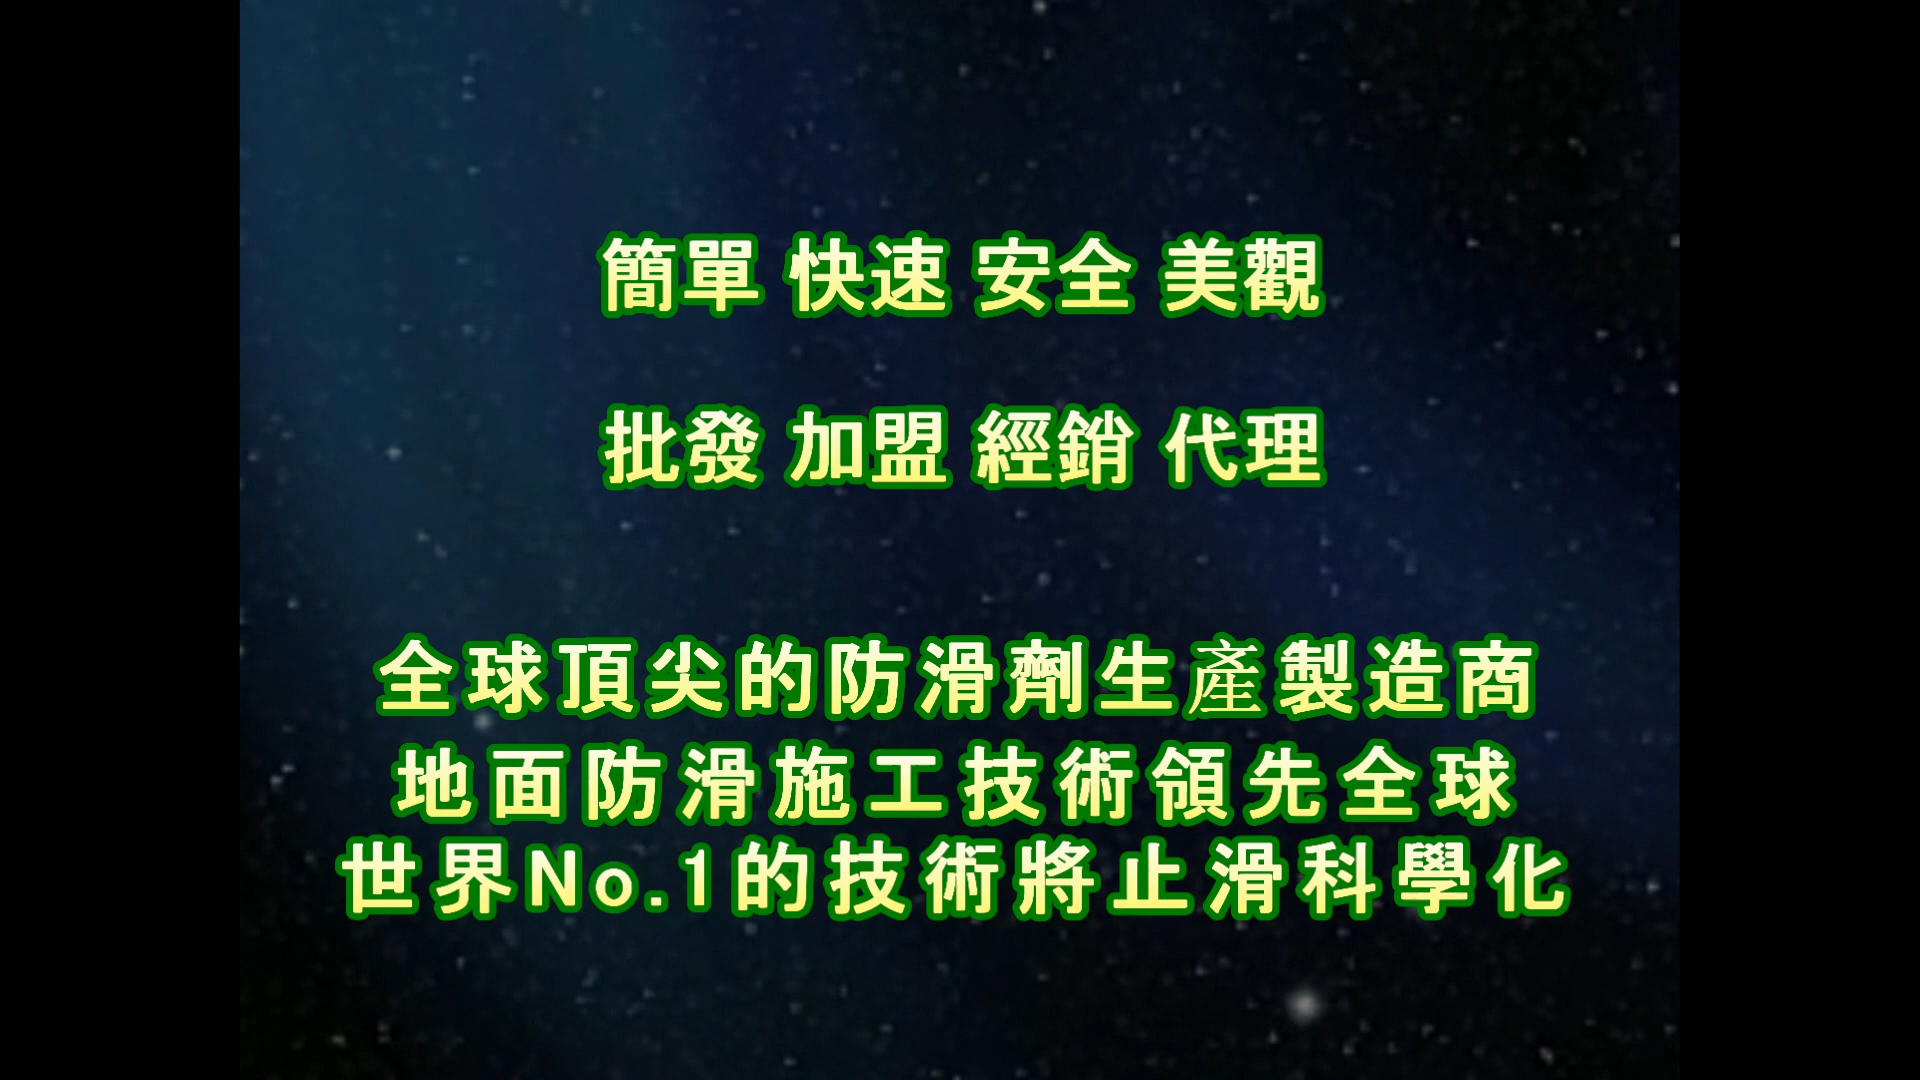 簡單 快速 安全 美觀
批發 加盟 經銷 代理
全球頂尖的防滑劑生產製造商
地面防滑施工技術領先全球
世界No.1的技術將止滑科學化